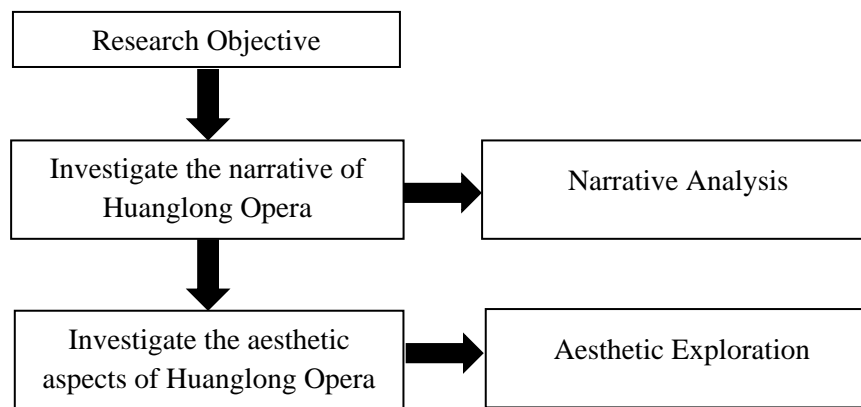 Research Objective
Investigate the narrative of
Huanglong Opera
Narrative Analysis
Investigate the aesthetic
aspects of Huanglong Opera
Aesthetic Exploration